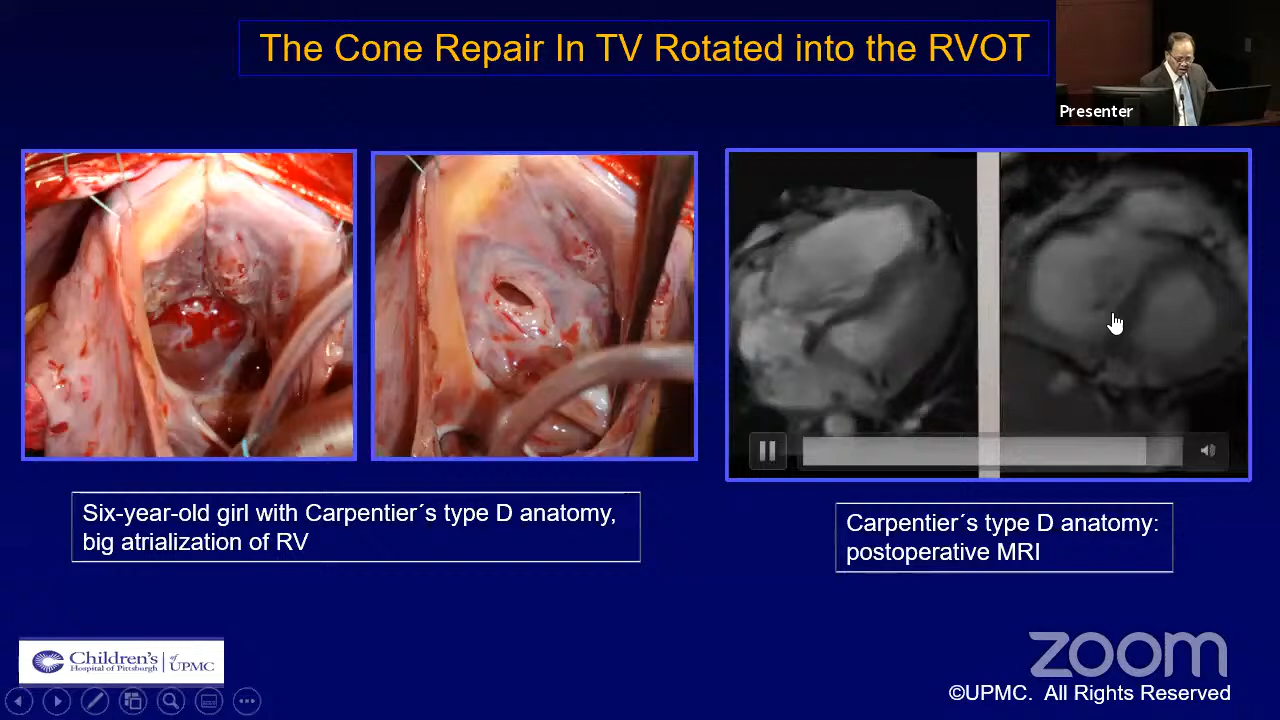 The Cone Repair In TV Rotated into the RVOT
Presenter
Six-year-old girl with Carpentier´s type D anatomy,
big atrialization of RV
Carpentier´s type D anatomy:
postoperative MRI
Children's
Hospital of Pittsburgh
of
UPMC
zoom
©UPMC. All Rights Reserved